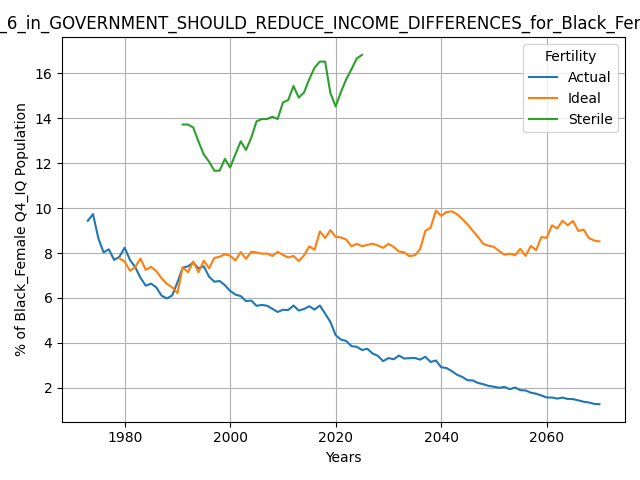 _6_in_GOVERNMENT_SHOULD_REDUCE_INCOME_DIFFERENCES_for_Black_Fer
Fertility
Actual
Ideal
Sterile
% of Black_Female Q4_IQ Population
16
14
12
10
8
6
4
2
1980
2000
2020
2040
2060
Years